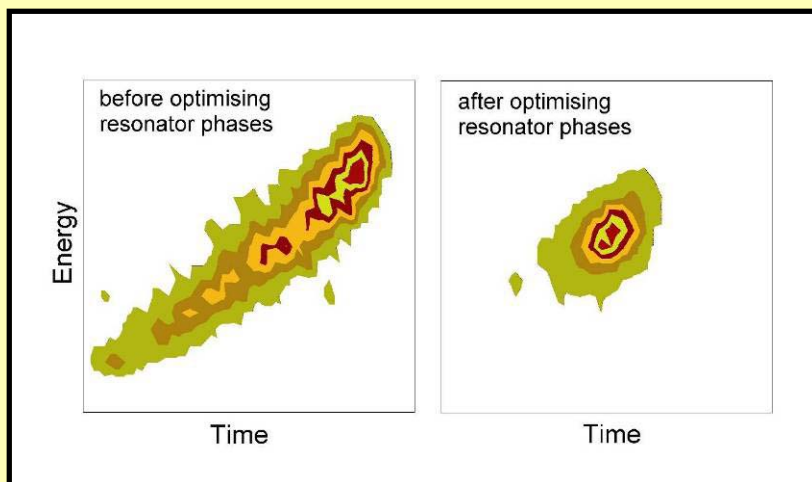 before optimising
resonator phases
after optimising
resonator phases
Energy
Time
Time